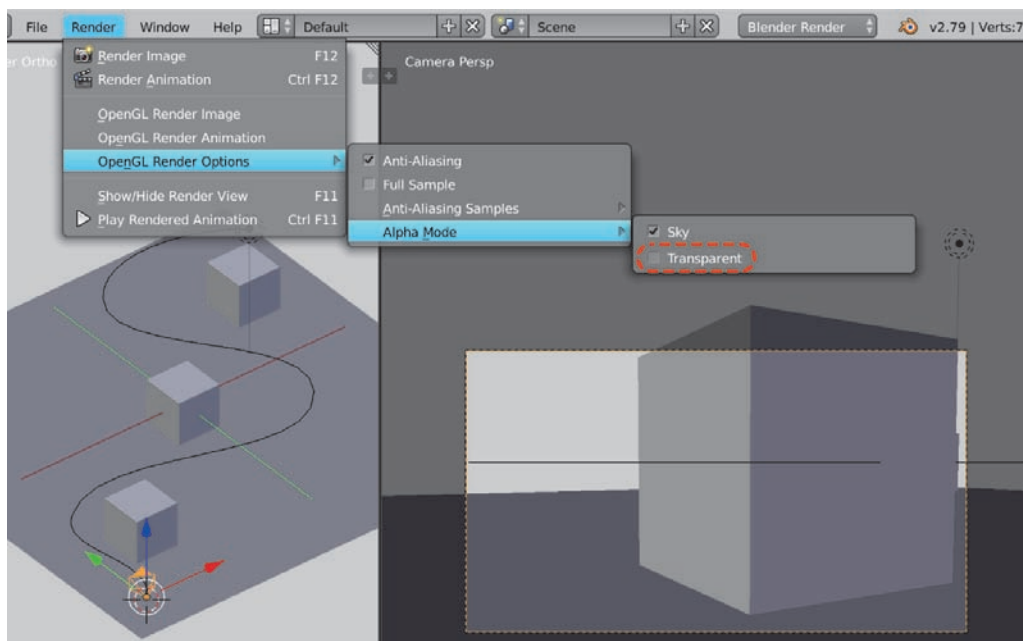 File Render Window Help Default Scene Blender Render v2.79 | Verts:7
er Ortho
Camera Persp
Render Image F12
Render Animation Ctrl F12
OpenGL Render Image
OpenGL Render Animation
OpenGL Render Options
Show/Hide Render View F11
Play Rendered Animation Ctrl F11
Anti-Aliasing
Full Sample
Anti-Aliasing Samples
Alpha Mode
Sky
Transparent